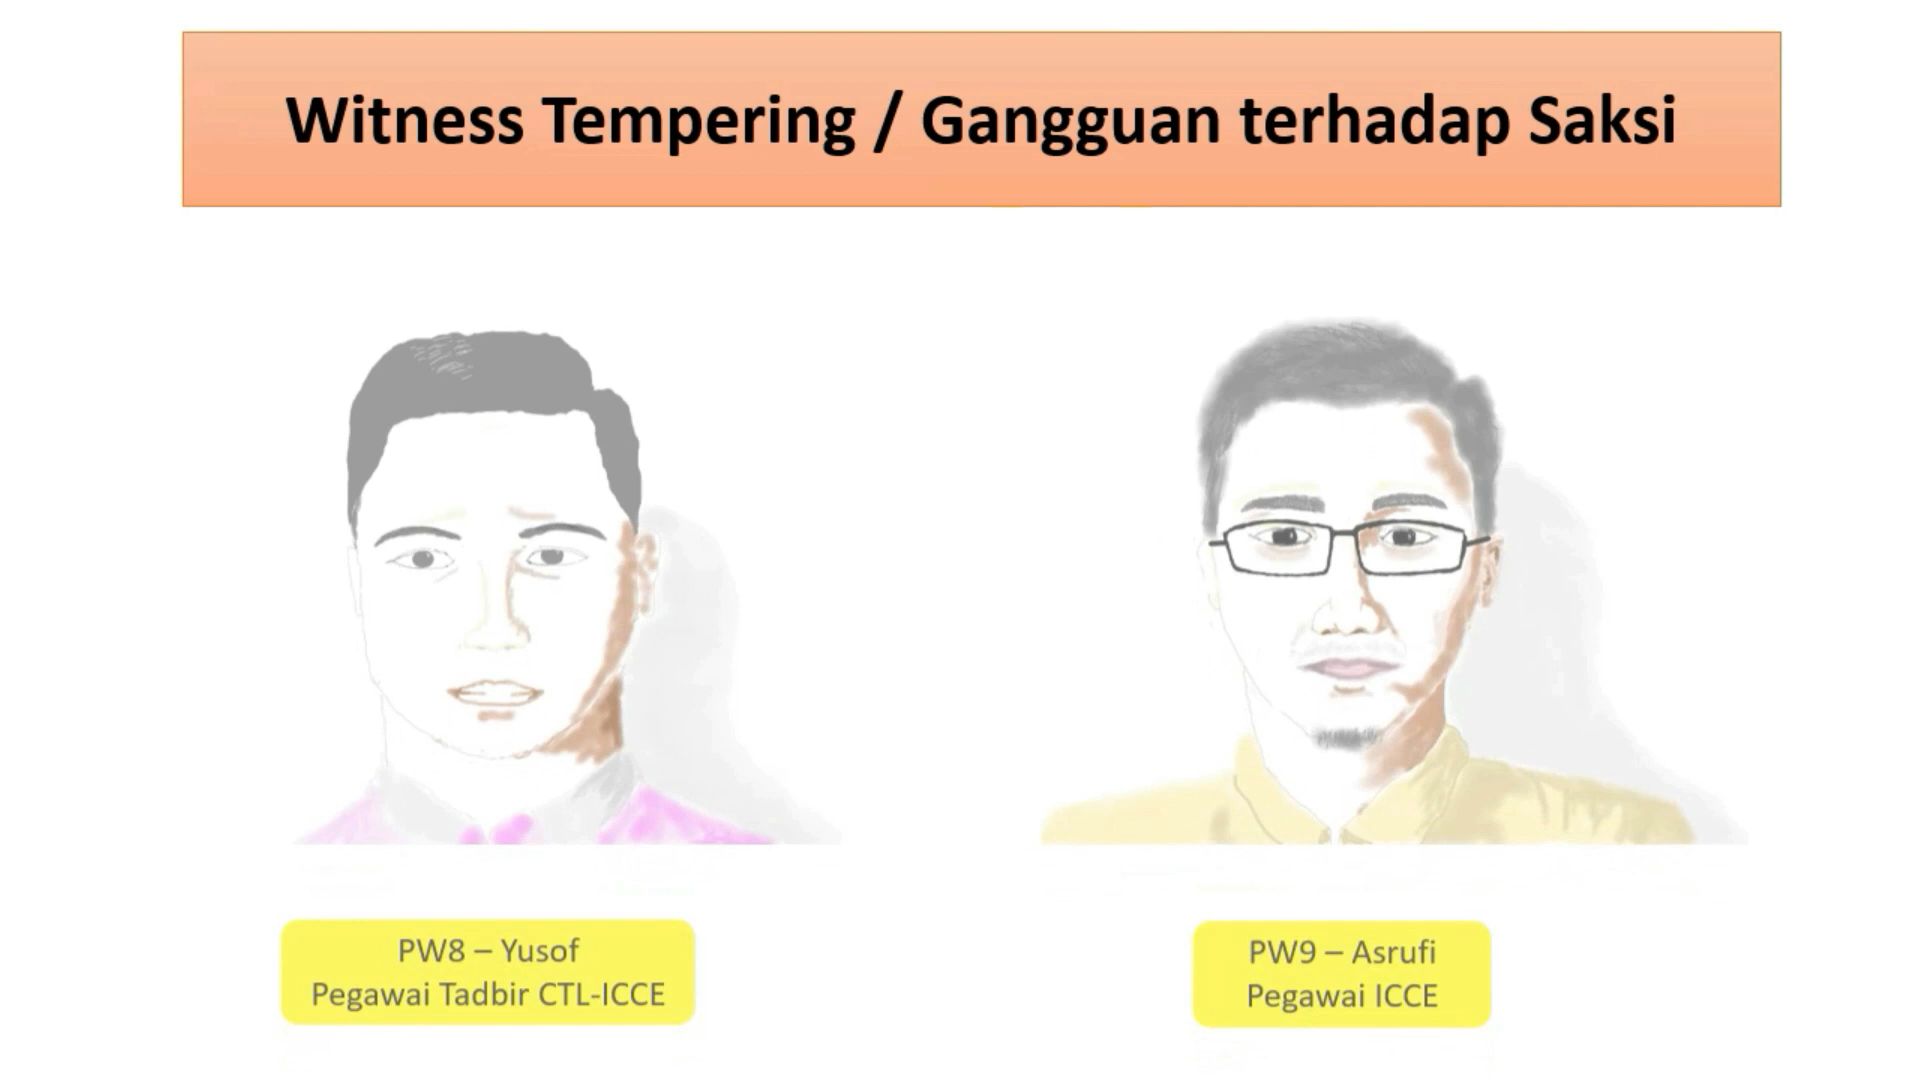 Witness Tempering / Gangguan terhadap Saksi
PW8 – Yusof
Pegawai Tadbir CTL-ICCE
PW9 – Asrufi
Pegawai ICCE